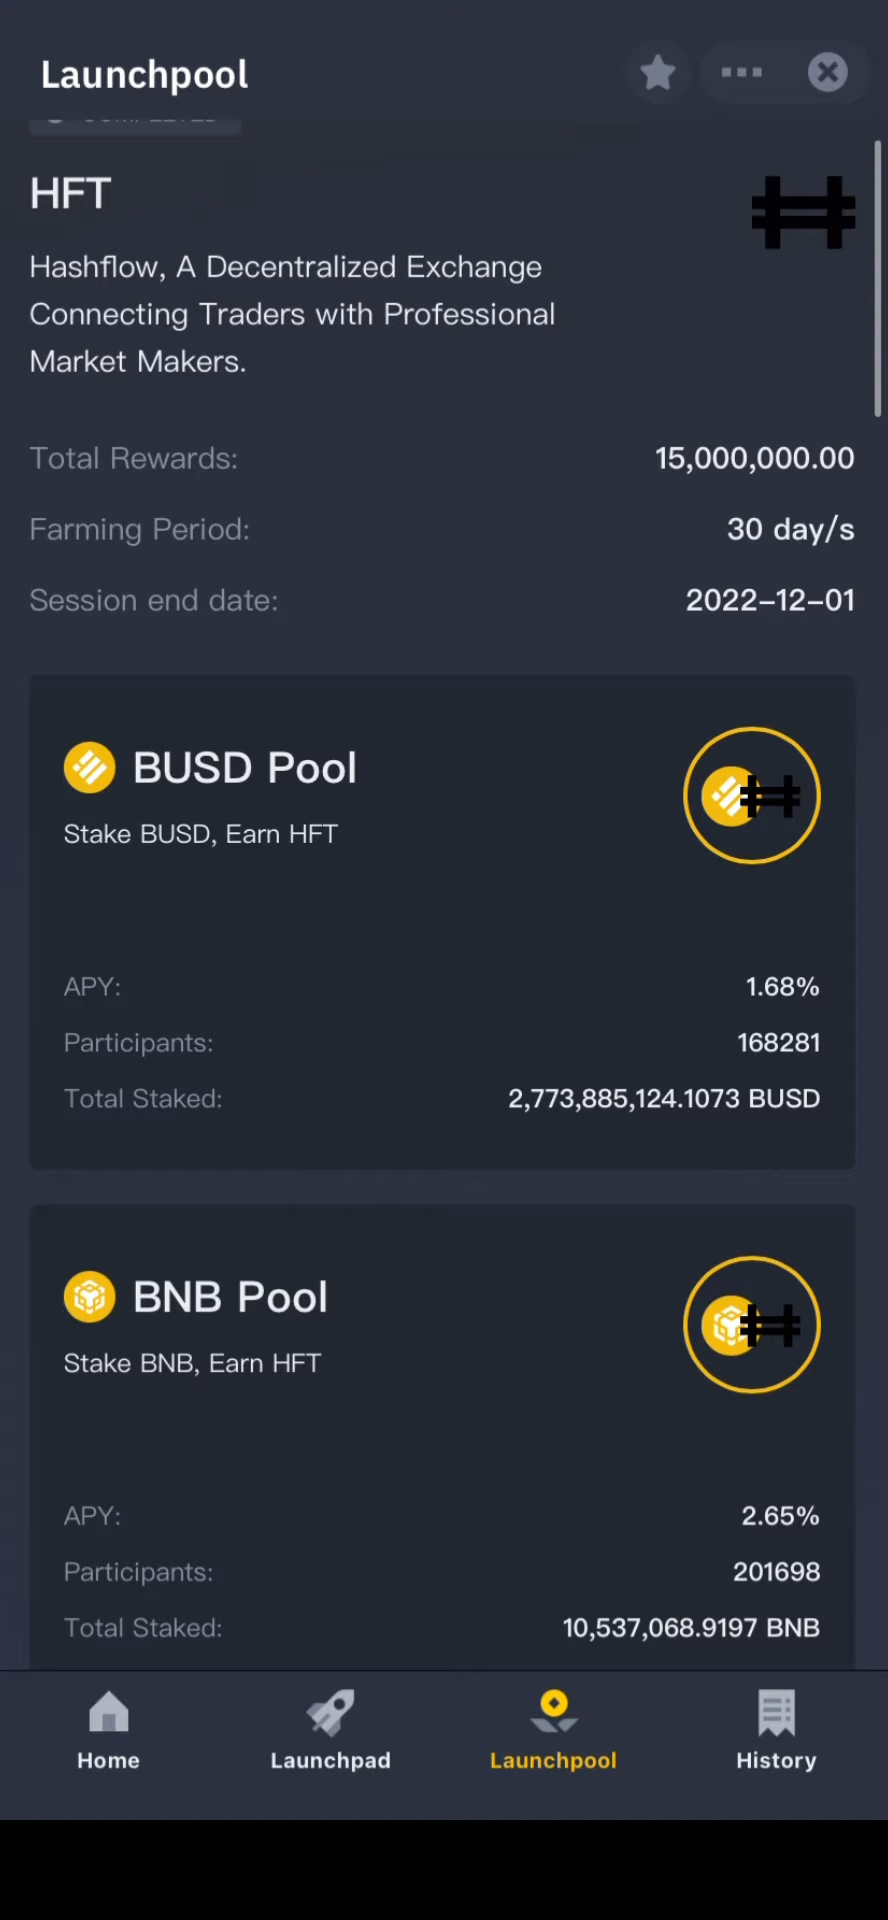 Launchpool
HFT
Hashflow, A Decentralized Exchange
Connecting Traders with Professional
Market Makers.
Total Rewards: 15,000,000.00
Farming Period: 30 day/s
Session end date: 2022-12-01
BUSD Pool
Stake BUSD, Earn HFT
APY: 1.68%
Participants: 168281
Total Staked: 2,773,885,124.1073 BUSD
BNB Pool
Stake BNB, Earn HFT
APY: 2.65%
Participants: 201698
Total Staked: 10,537,068.9197 BNB
Home Launchpad Launchpool History